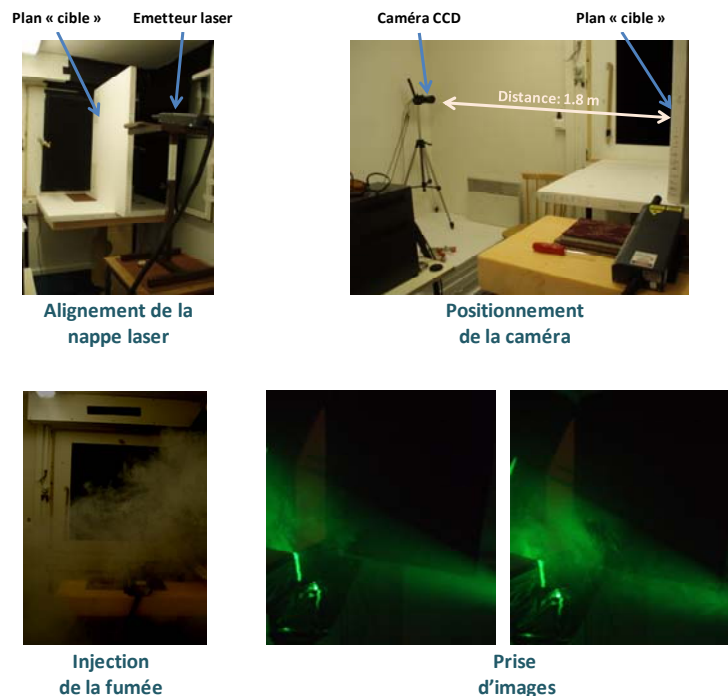 Plan « cible »
Emetteur laser
Caméra CCD
Plan « cible »
Distance: 1.8 m
Alignement de la
nappe laser
Positionnement
de la caméra
Injection
de la fumée
Prise
d'images